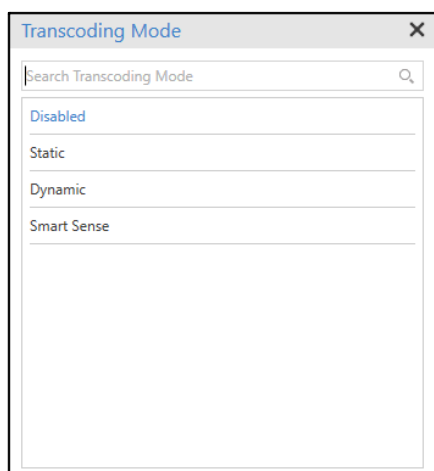 Transcoding Mode
Search Transcoding Mode
Disabled
Static
Dynamic
Smart Sense